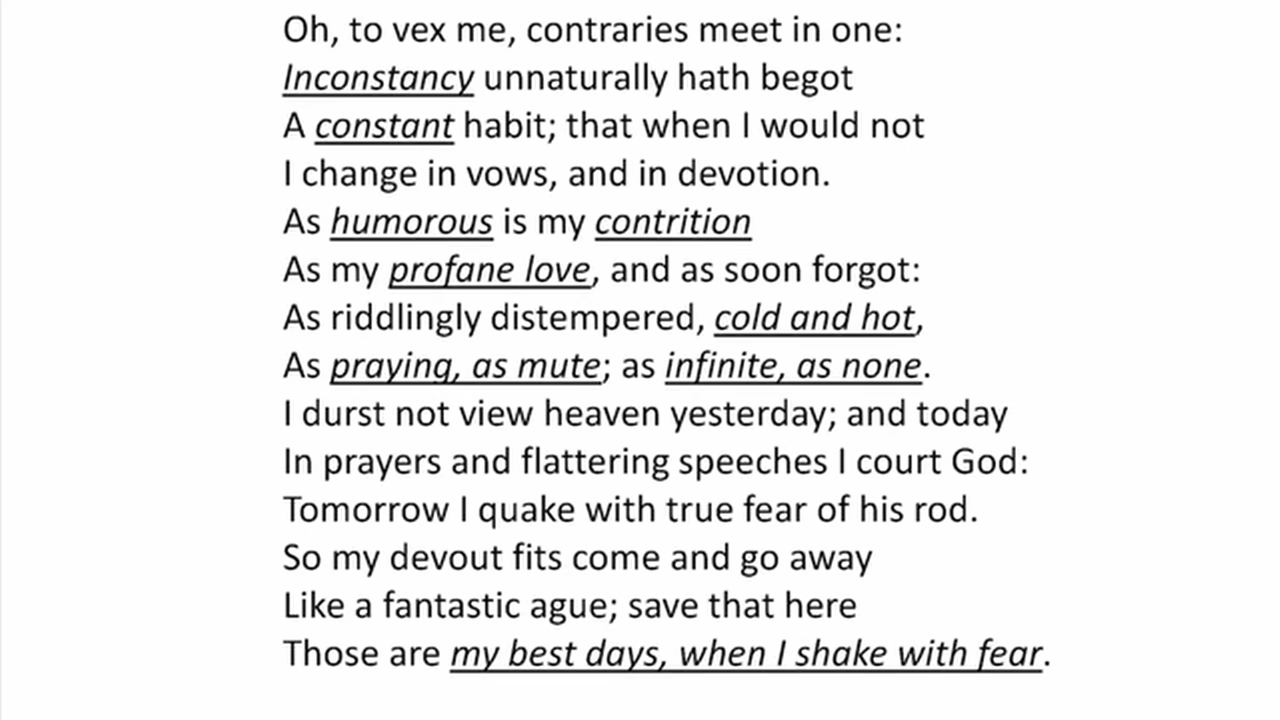 Oh, to vex me, contraries meet in one:
Inconstancy unnaturally hath begot
A constant habit; that when I would not
I change in vows, and in devotion.
As humorous is my contrition
As my profane love, and as soon forgot:
As riddlingly distempered, cold and hot,
As praying, as mute; as infinite, as none.
I durst not view heaven yesterday; and today
In prayers and flattering speeches I court God:
Tomorrow I quake with true fear of his rod.
So my devout fits come and go away
Like a fantastic ague; save that here
Those are my best days, when I shake with fear.